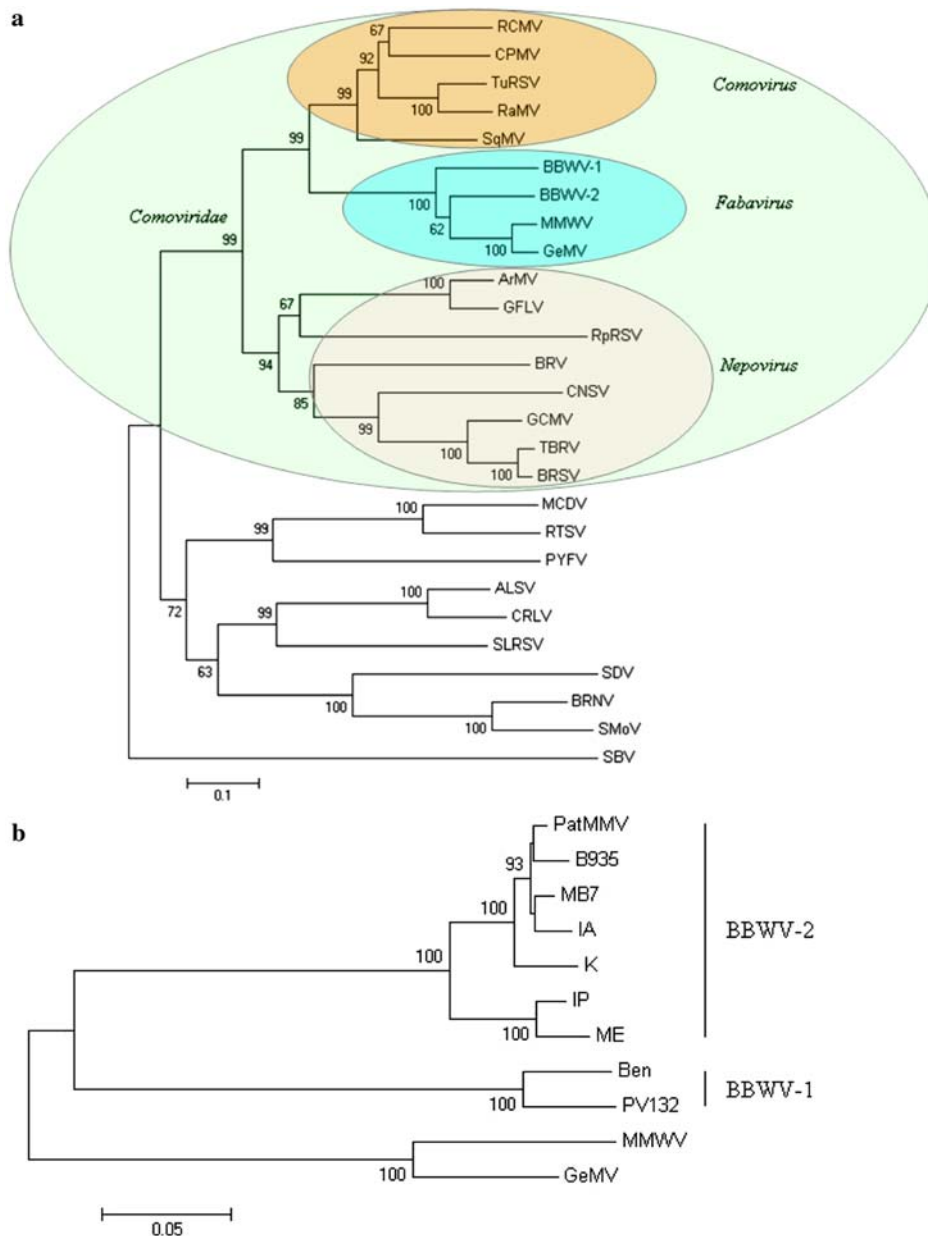 a
67
RCMV
92
CPMV
TuRSV
Comovirus
99
100
RaMV
99
SqMV
BBWV-1
100
BBWV-2
Fabavirus
Comoviridae
62
MMWV
99
100
GeMV
100
ArMV
67
GFLV
RpRSV
94
BRV
Nepovirus
85
CNSV
99
GCMV
100
TBRV
100
BRSV
100
MCDV
99
RTSV
PYFV
72
100
ALSV
99
CRLV
63
SLRSV
SDV
100
BRNV
100
SMoV
SBV
0.1
b
PatMMV
93
B935
MB7
100
IA
BBWV-2
100
K
IP
100
ME
Ben
BBWV-1
100
PV132
MMWV
100
GeMV
0.05